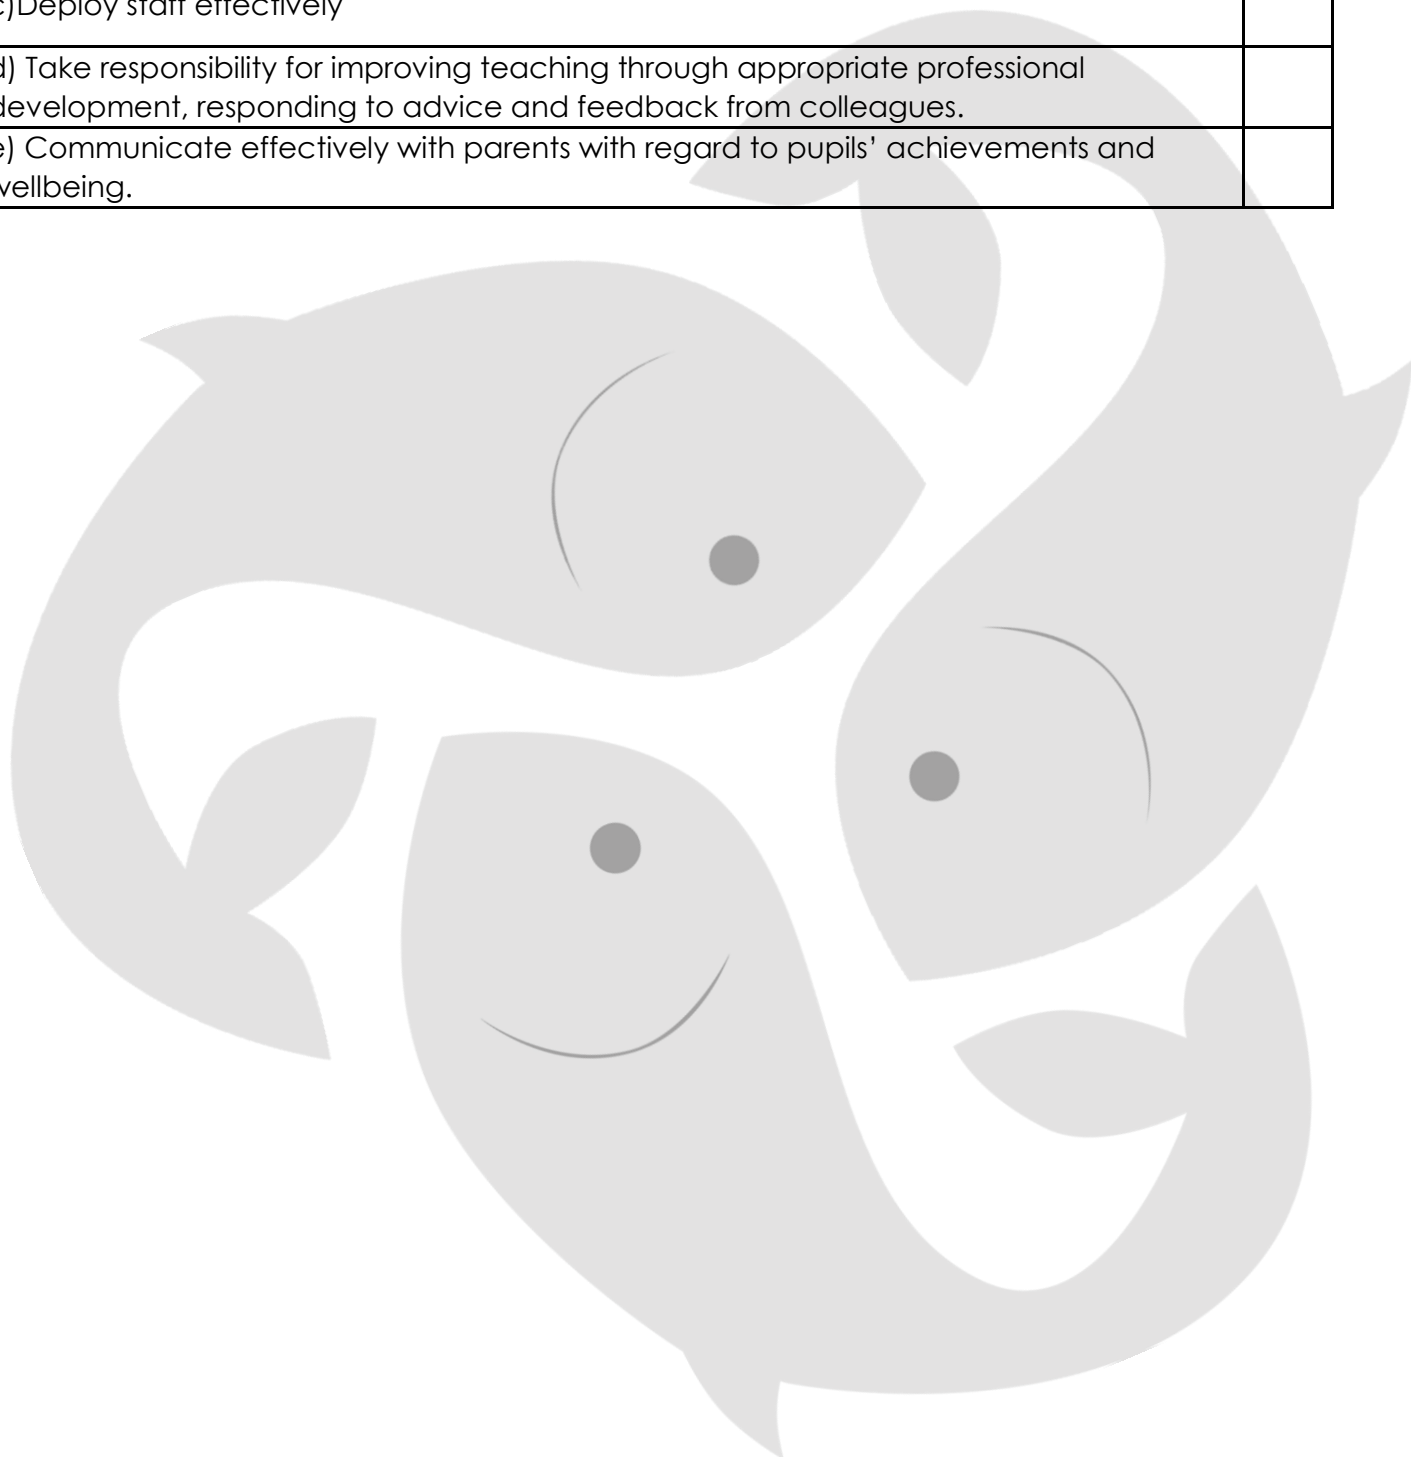 c)Deploy staff effectively
d) Take responsibility for improving teaching through appropriate professional
development, responding to advice and feedback from colleagues.
e) Communicate effectively with parents with regard to pupils' achievements and
wellbeing.